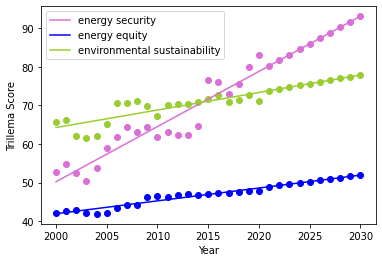 energy security
energy equity
environmental sustainability
Trillema Score
90
80
70
60
50
40
2000
2005
2010
2015
2020
2025
2030
Year